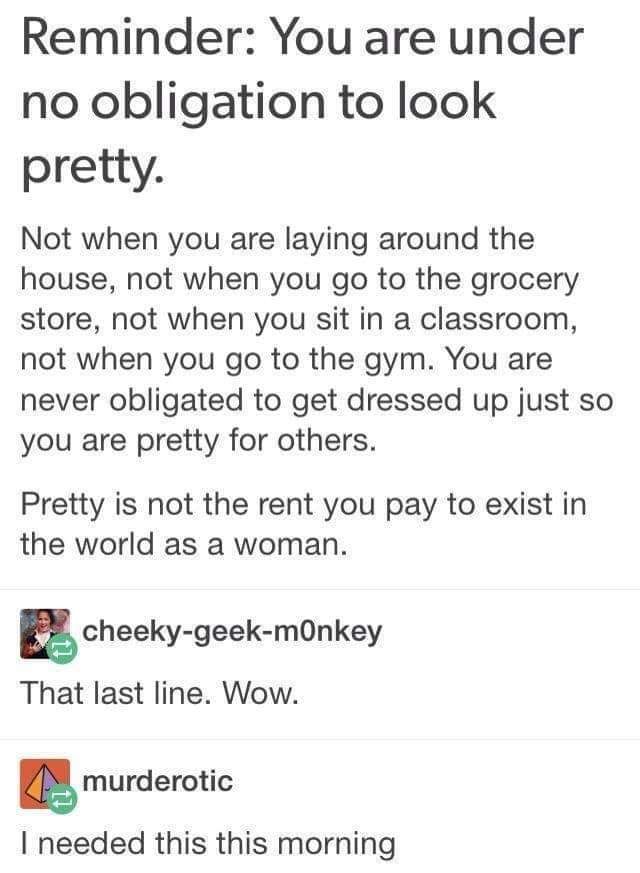 Reminder: You are under
no obligation to look
pretty.
Not when you are laying around the
house, not when you go to the grocery
store, not when you sit in a classroom,
not when you go to the gym. You are
never obligated to get dressed up just so
you are pretty for others.
Pretty is not the rent you pay to exist in
the world as a woman.
cheeky-geek-m0nkey
That last line. Wow.
murderotic
I needed this this morning